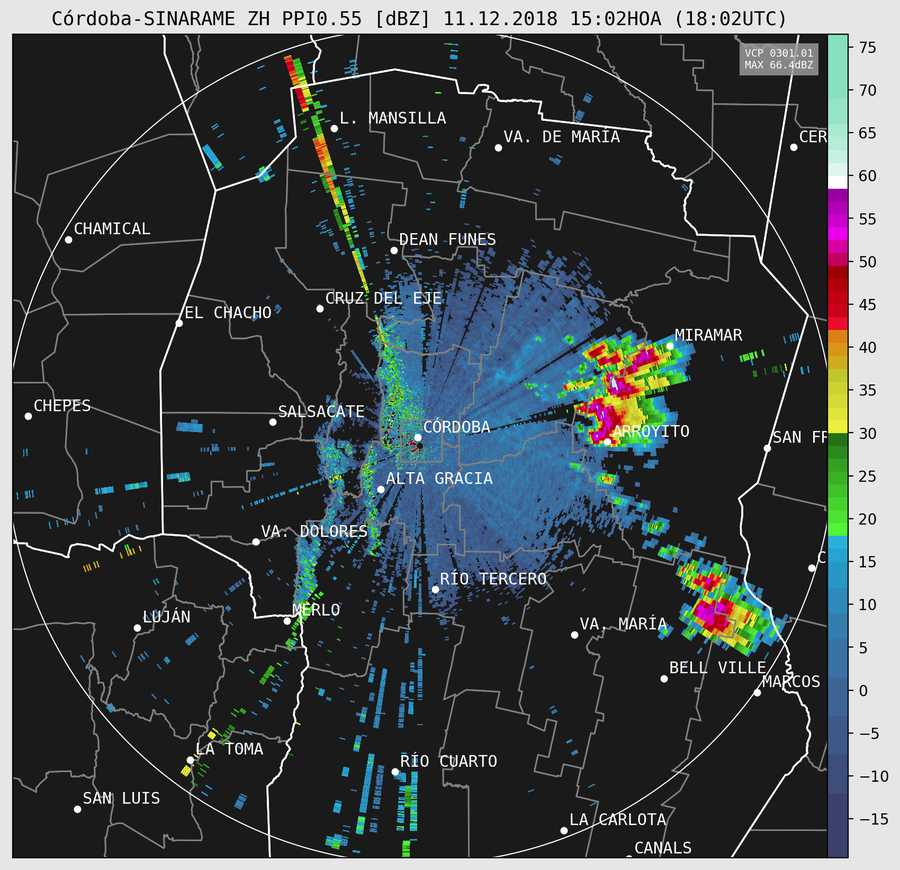 Córdoba-SINARAME ZH PPI0.55 [dBZ] 11.12.2018 15:02HOA (18:02UTC)
VCP 0301.01
MAX 66.4dBZ
L. MANSILLA
VA. DE MARÍA
CER
CHAMICAL
DEAN FUNES
CRUZ DEL EJE
EL CHACHO
MIRAMAR
CHEPES
SALSACATE
CÓRDOBA
ARROYITO
SAN FR
ALTA GRACIA
VA. DOLORES
C
RÍO TERCERO
MERLO
LUJÁN
VA. MARÍA
BELL VILLE
MARCOS
LA TOMA
RÍO CUARTO
SAN LUIS
LA CARLOTA
CANALS
75
70
65
60
55
50
45
40
35
30
25
20
15
10
5
0
−5
−10
−15